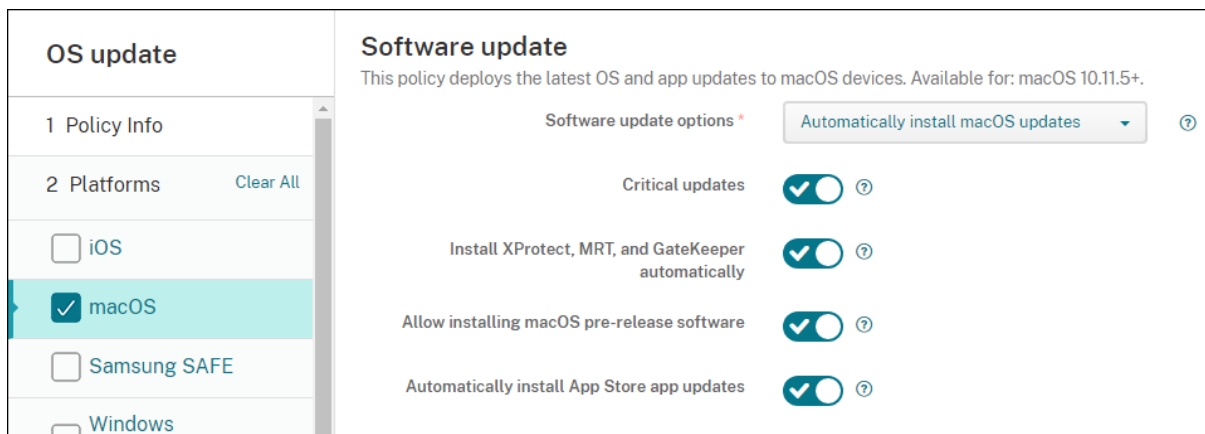 OS update
1 Policy Info
2 Platforms
Clear All
iOS
macOS
Samsung SAFE
Windows
Software update
This policy deploys the latest OS and app updates to macOS devices. Available for: macOS 10.11.5+.
Software update options *
Automatically install macOS updates
Critical updates
Install XProtect, MRT, and GateKeeper
automatically
Allow installing macOS pre-release software
Automatically install App Store app updates